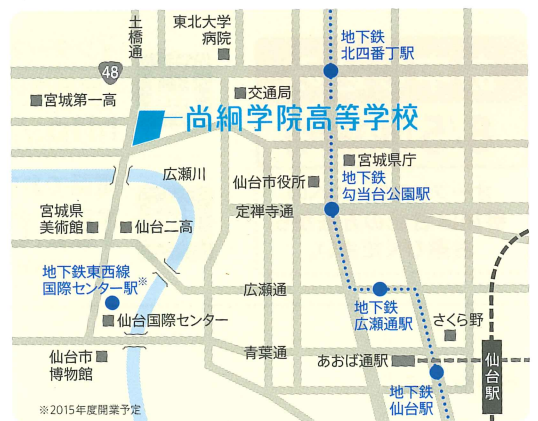 土橋通
東北大学
病院
地下鉄
北四番丁駅
48
宮城第一高
交通局
尚絅学院高等学校
広瀬川
宮城県庁
仙台市役所
地下鉄
勾当台公園駅
宮城県
美術館
仙台二高
定禅寺通
地下鉄東西線
国際センター駅※
広瀬通
地下鉄
広瀬通駅
仙台国際センター
さくら野
青葉通
あおば通駅
仙台市
博物館
仙台駅
地下鉄
仙台駅
※2015年度開業予定